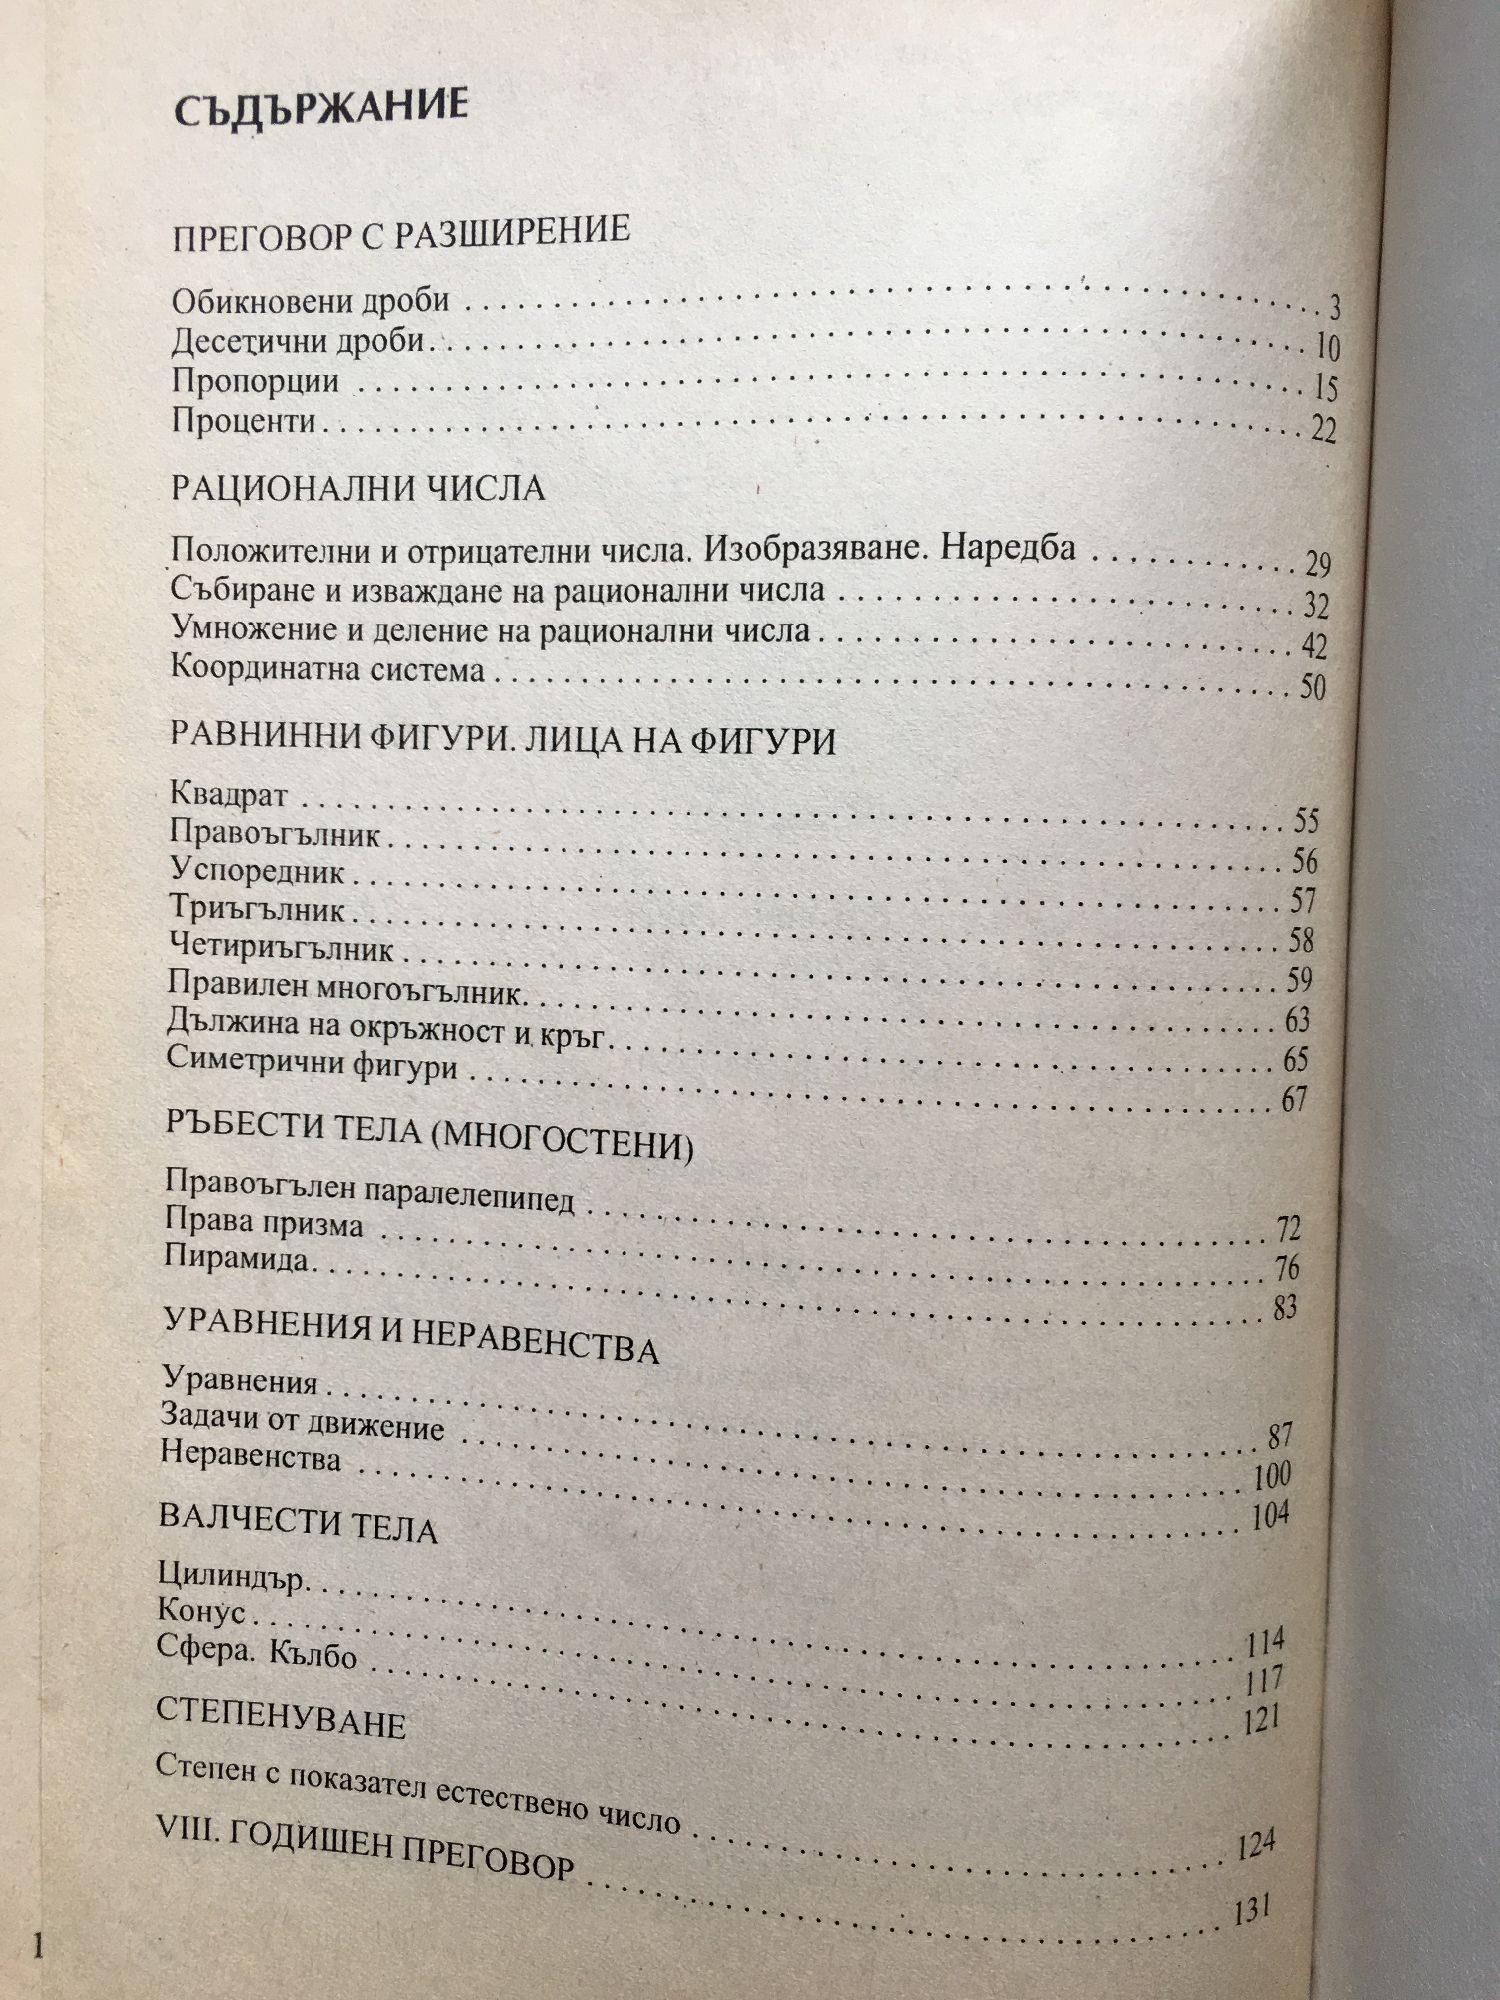 СЪДЪРЖАНИЕ
ПРЕГОВОР С РАЗШИРЕНИЕ
Обикновени дроби . . . . . . . . . . 3
Десетични дроби . . . . . . . . . . 10
Пропорции . . . . . . . . . . 15
Проценти . . . . . . . . . . 22
РАЦИОНАЛНИ ЧИСЛА
Положителни и отрицателни числа. Изобразяване. Наредба . . . . . . . . . . 29
Събиране и изваждане на рационални числа . . . . . . . . . . 32
Умножение и деление на рационални числа . . . . . . . . . . 42
Координатна система . . . . . . . . . . 50
РАВНИННИ ФИГУРИ. ЛИЦА НА ФИГУРИ
Квадрат . . . . . . . . . . 55
Правоъгълник . . . . . . . . . . 56
Успоредник . . . . . . . . . . 57
Триъгълник . . . . . . . . . . 58
Четириъгълник . . . . . . . . . . 59
Правилен многоъгълник . . . . . . . . . . 63
Дължина на окръжност и кръг . . . . . . . . . . 65
Симетрични фигури . . . . . . . . . . 67
РЪБЕСТИ ТЕЛА (МНОГОСТЕНИ)
Правоъгълен паралелепипед . . . . . . . . . . 72
Права призма . . . . . . . . . . 76
Пирамида . . . . . . . . . . 83
УРАВНЕНИЯ И НЕРАВЕНСТВА
Уравнения . . . . . . . . . . 87
Задачи от движение . . . . . . . . . . 100
Неравенства . . . . . . . . . . 104
ВАЛЧЕСТИ ТЕЛА
Цилиндър . . . . . . . . . . 114
Конус . . . . . . . . . . 117
Сфера. Кълбо . . . . . . . . . . 121
СТЕПЕНУВАНЕ
Степен с показател естествено число . . . . . . . . . . 124
VIII. ГОДИШЕН ПРЕГОВОР . . . . . . . . . . 131
1